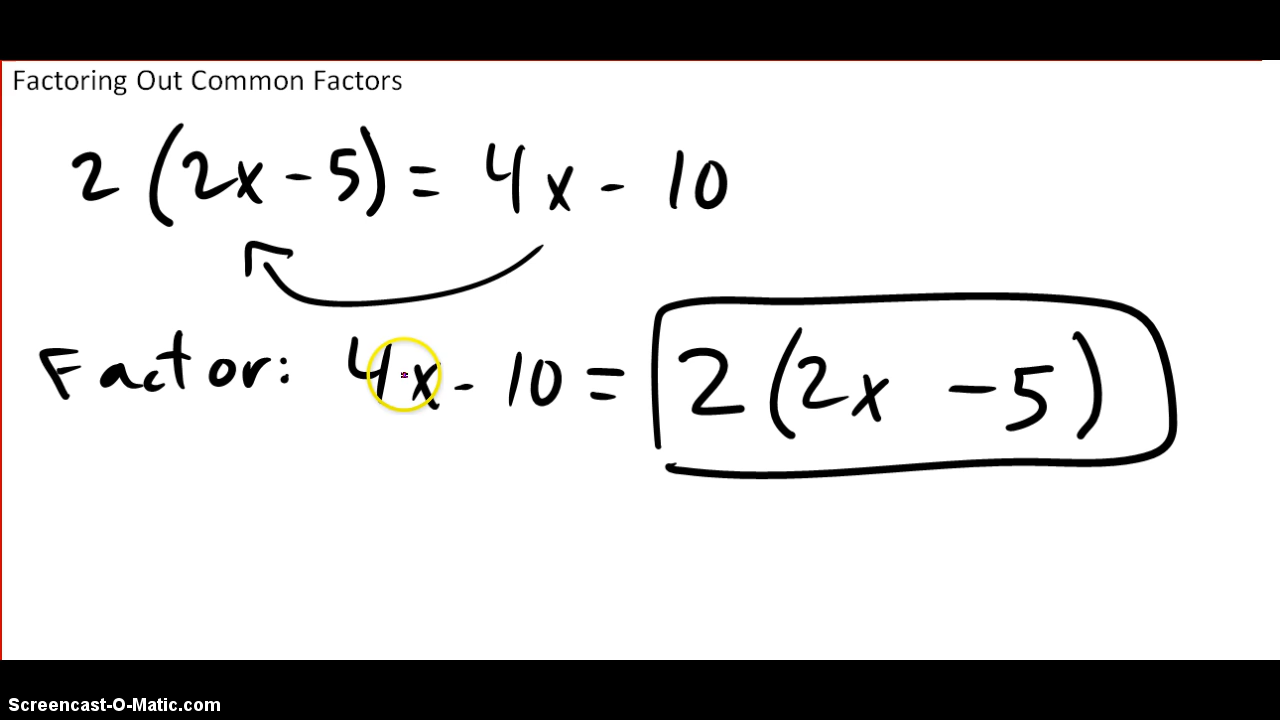 Factoring Out Common Factors
2 (2x - 5) = 4x - 10
Factor: 4x - 10 = 2 (2x - 5)
Screencast-O-Matic.com